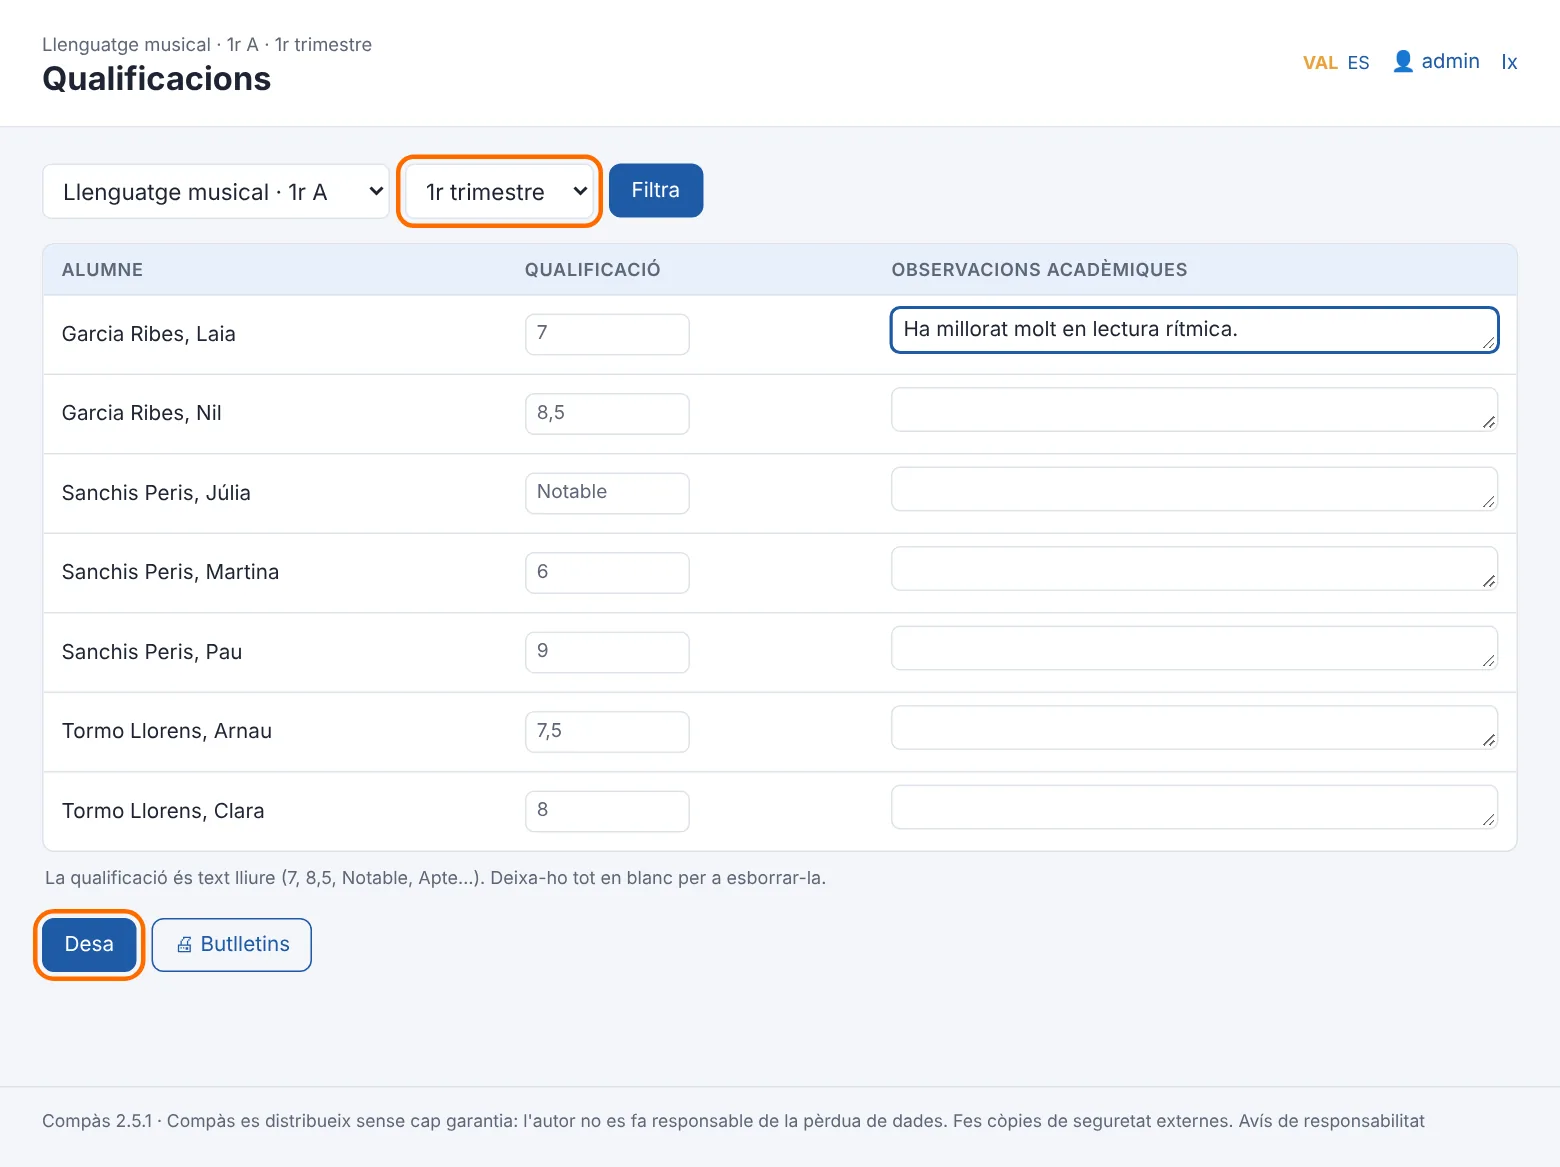 Llenguatge musical · 1r A · 1r trimestre
Qualificacions
VAL ES admin Ix
Llenguatge musical · 1r A 1r trimestre Filtra
ALUMNE QUALIFICACIÓ OBSERVACIONS ACADÈMIQUES
Garcia Ribes, Laia 7 Ha millorat molt en lectura rítmica.
Garcia Ribes, Nil 8,5
Sanchis Peris, Júlia Notable
Sanchis Peris, Martina 6
Sanchis Peris, Pau 9
Tormo Llorens, Arnau 7,5
Tormo Llorens, Clara 8
La qualificació és text lliure (7, 8,5, Notable, Apte…). Deixa-ho tot en blanc per a esborrar-la.
Desa Butlletins
Compàs 2.5.1 · Compàs es distribueix sense cap garantia: l'autor no es fa responsable de la pèrdua de dades. Fes còpies de seguretat externes. Avís de responsabilitat